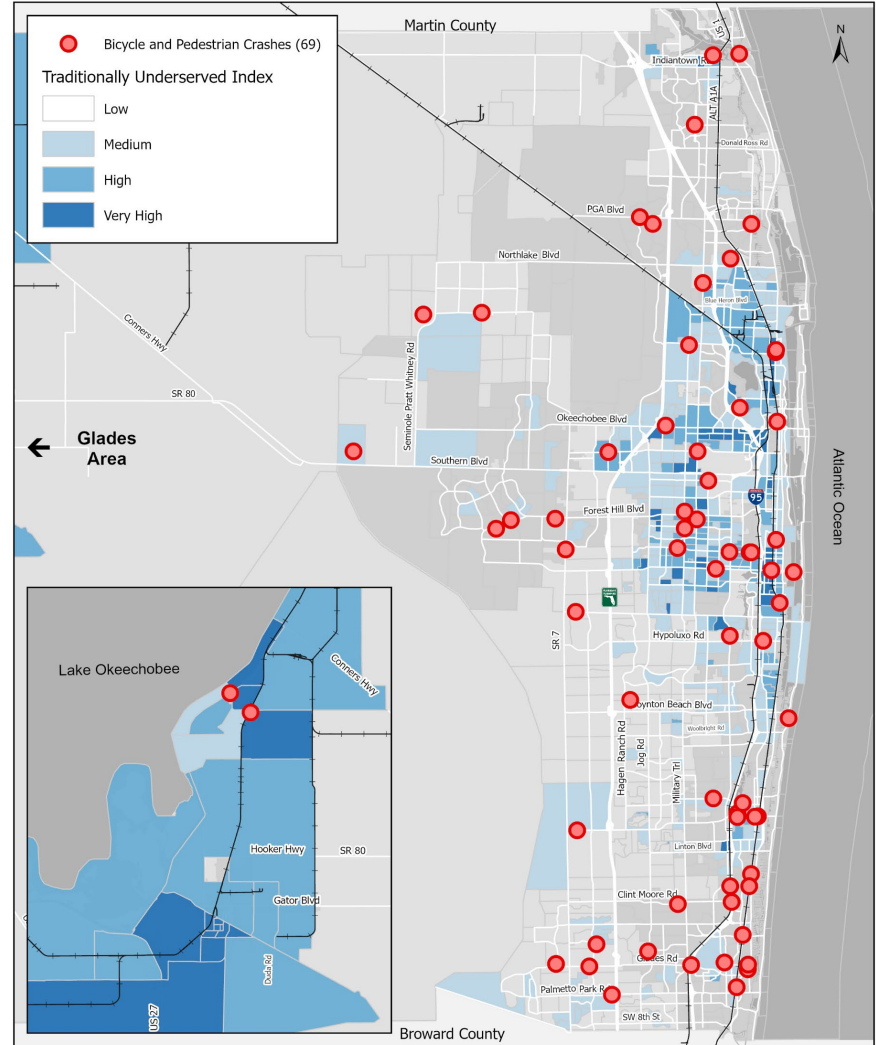 Martin County
Bicycle and Pedestrian Crashes (69)
Traditionally Underserved Index
Low
Medium
High
Very High
N
US 1
Indiantown R
ALT A1A
Donald Ross Rd
PGA Blvd
Northlake Blvd
Blue Heron Blvd
Conners Hwy
Seminole Pratt Whitney Rd
SR 80
Okeechobee Blvd
Glades
Area
Southern Blvd
Atlantic Ocean
95
Forest Hill Blvd
SR 7
Hypoluxo Rd
Lake Okeechobee
Conners Hwy
oynton Beach Blvd
Woolbright Rd
Hagen Ranch Rd
Jog Rd
Military Trl
Hooker Hwy
SR 80
Linton Blvd
Gator Blvd
Clint Moore Rd
Duda Rd
US 27
Gl des Rd
Palmetto Park R
SW 8th St
Broward County